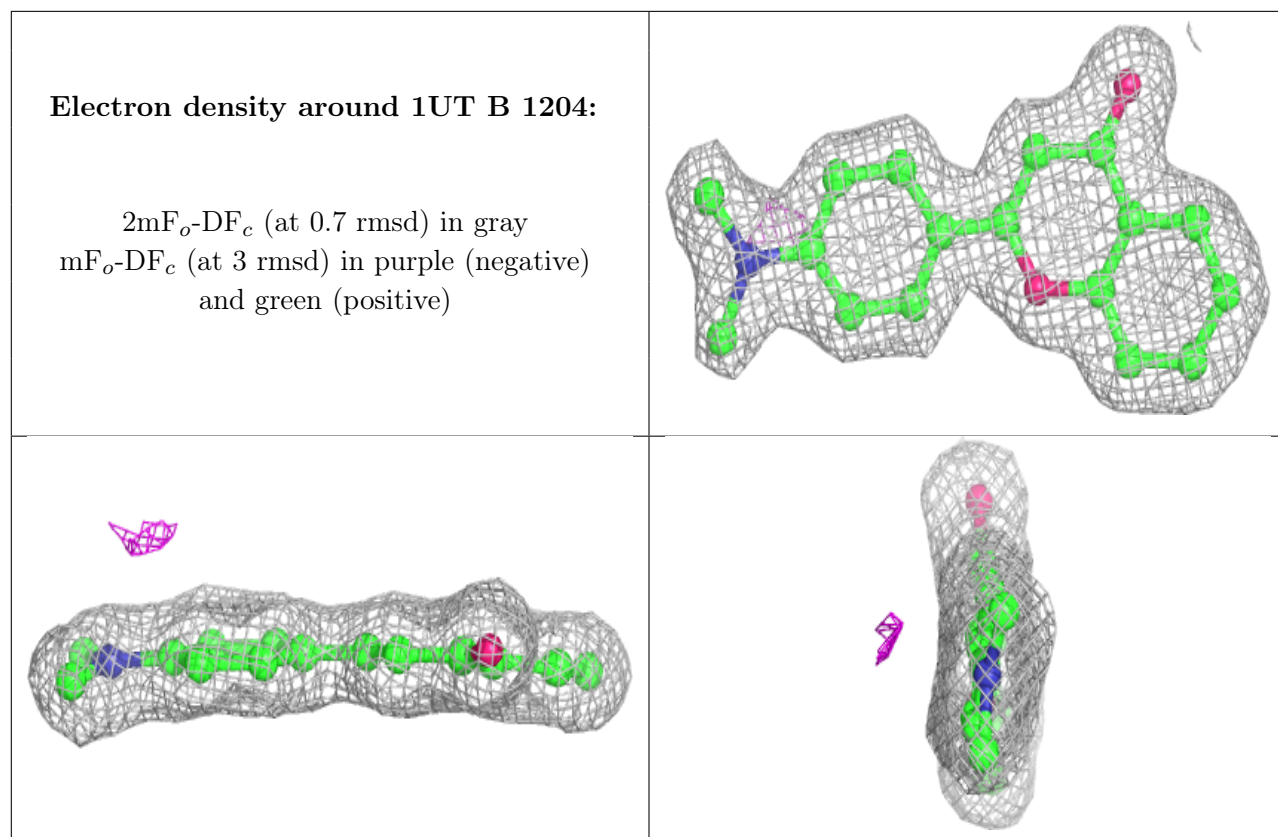 Electron density around 1UT B 1204:
2mFₒ-DF𝒸 (at 0.7 rmsd) in gray
mFₒ-DF𝒸 (at 3 rmsd) in purple (negative)
and green (positive)